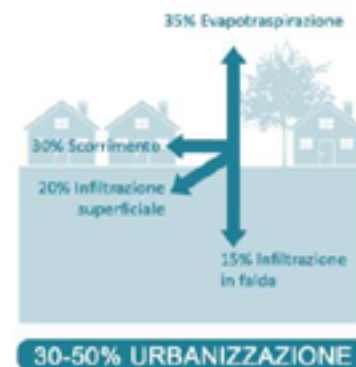 35% Evapotraspirazione
30% Scorrimento
20% Infiltrazione
superficiale
15% Infiltrazione
in falda
30-50% URBANIZZAZIONE